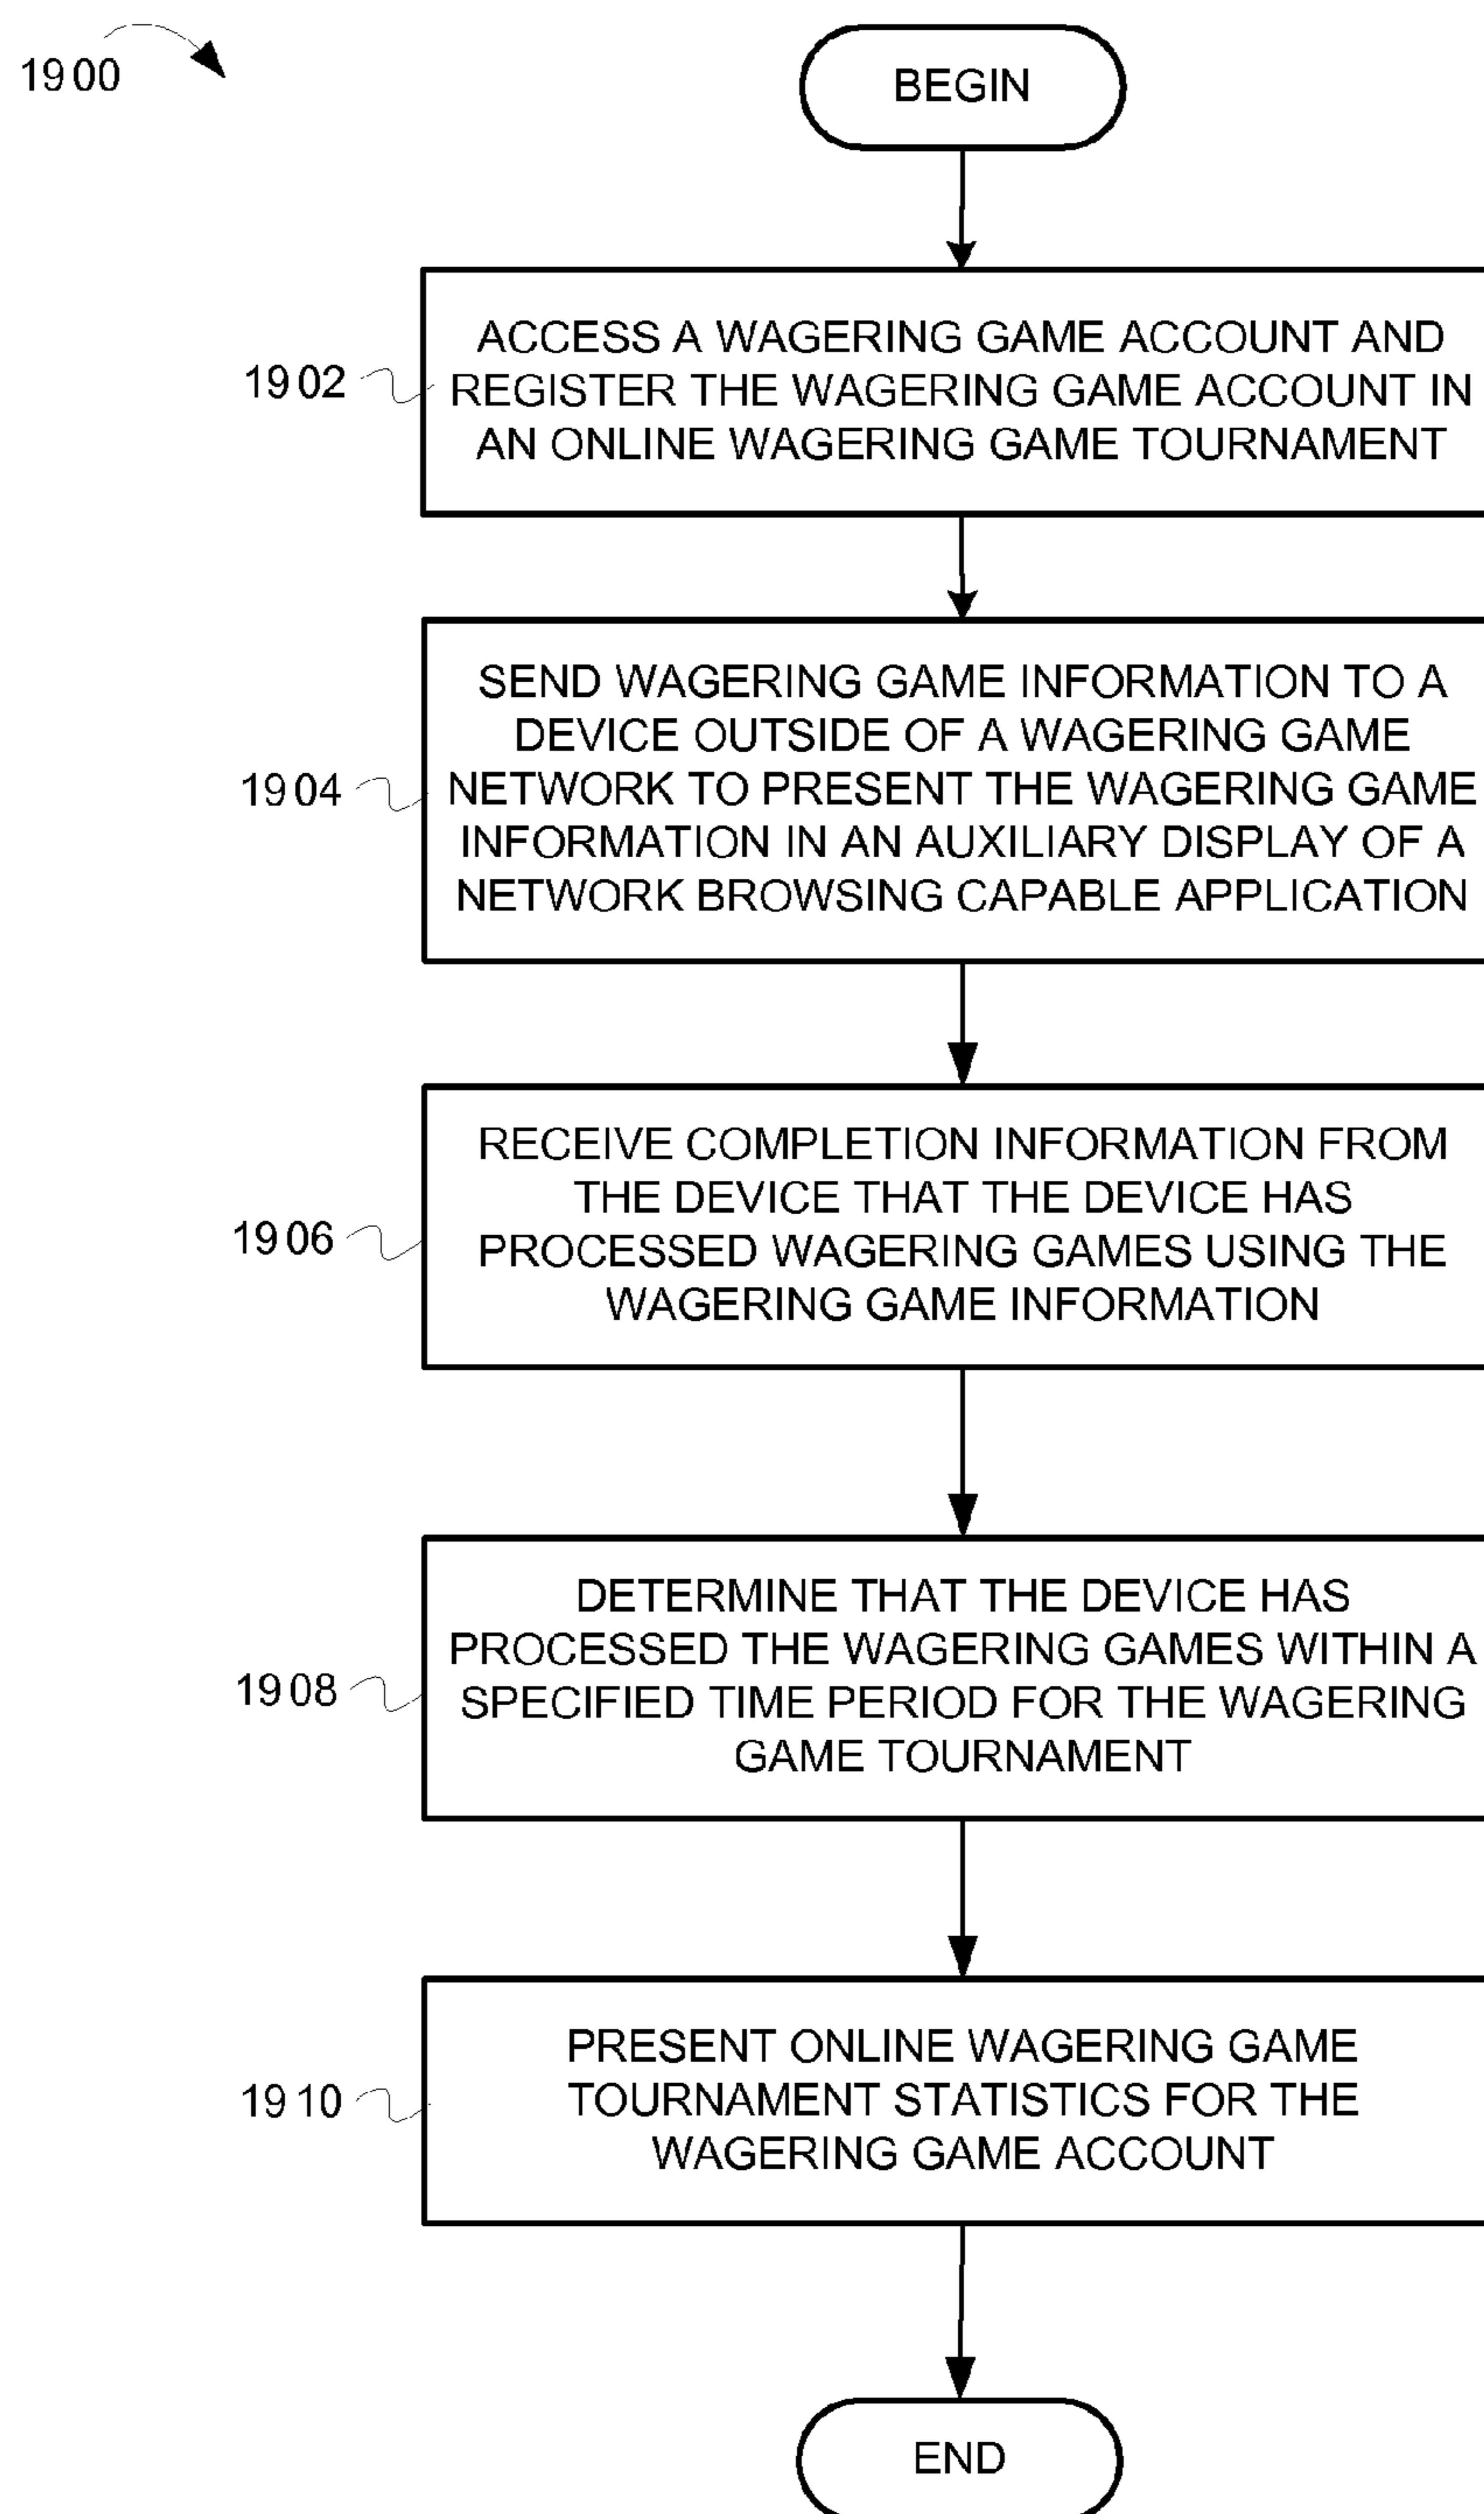 1900
BEGIN
ACCESS A WAGERING GAME ACCOUNT AND
REGISTER THE WAGERING GAME ACCOUNT IN
AN ONLINE WAGERING GAME TOURNAMENT
1902
SEND WAGERING GAME INFORMATION TO A
DEVICE OUTSIDE OF A WAGERING GAME
NETWORK TO PRESENT THE WAGERING GAME
INFORMATION IN AN AUXILIARY DISPLAY OF A
NETWORK BROWSING CAPABLE APPLICATION
1904
RECEIVE COMPLETION INFORMATION FROM
THE DEVICE THAT THE DEVICE HAS
PROCESSED WAGERING GAMES USING THE
WAGERING GAME INFORMATION
1906
DETERMINE THAT THE DEVICE HAS
PROCESSED THE WAGERING GAMES WITHIN A
SPECIFIED TIME PERIOD FOR THE WAGERING
GAME TOURNAMENT
1908
PRESENT ONLINE WAGERING GAME
TOURNAMENT STATISTICS FOR THE
WAGERING GAME ACCOUNT
1910
END